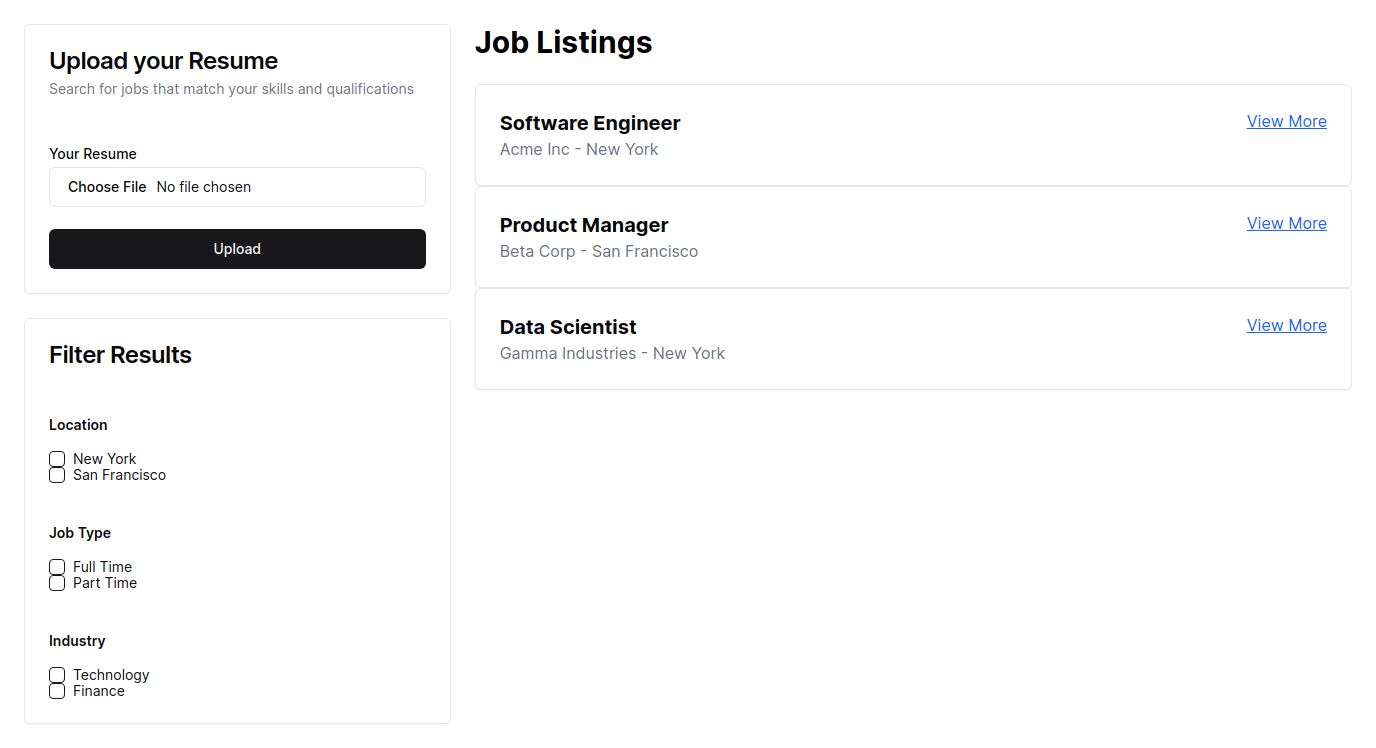 Upload your Resume
Search for jobs that match your skills and qualifications
Your Resume
Choose File No file chosen
Upload
Filter Results
Location
New York
San Francisco
Job Type
Full Time
Part Time
Industry
Technology
Finance
Job Listings
Software Engineer
View More
Acme Inc - New York
Product Manager
View More
Beta Corp - San Francisco
Data Scientist
View More
Gamma Industries - New York